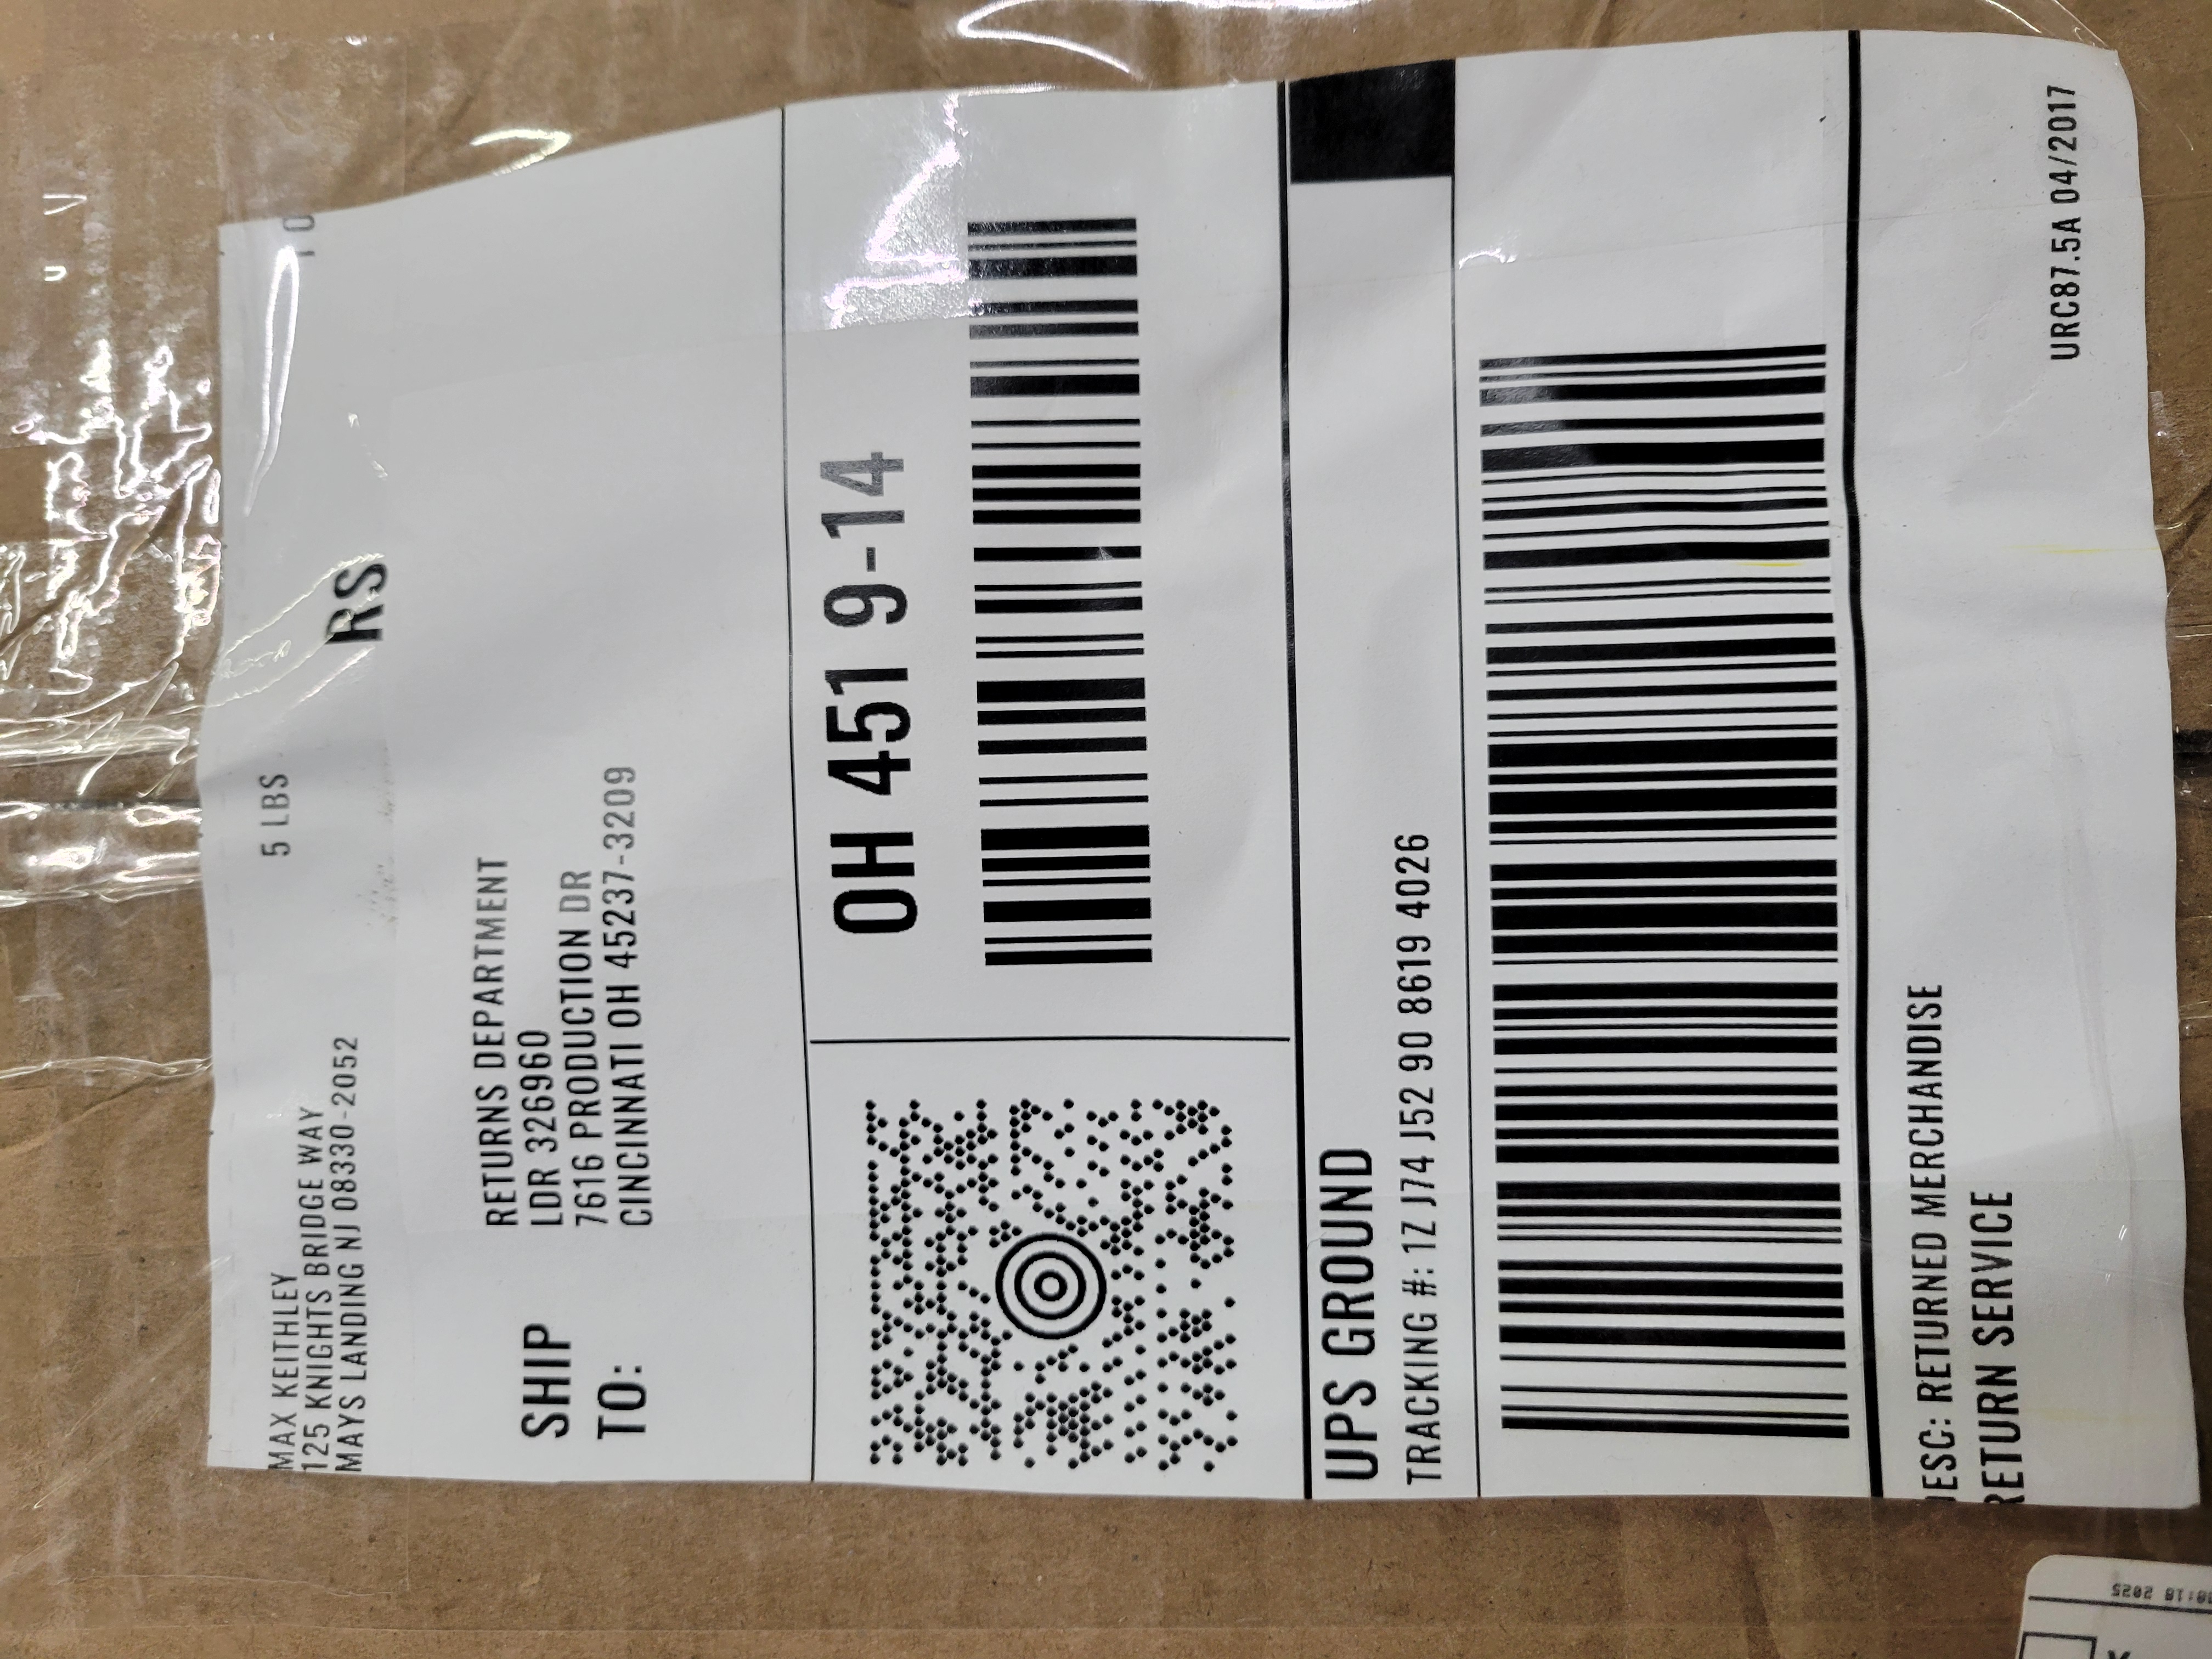 MAX KEITHLEY
125 KNIGHTS BRIDGE WAY
MAYS LANDING NJ 08330-2052
5 LBS
RS
SHIP
TO:
RETURNS DEPARTMENT
LDR 326960
7616 PRODUCTION DR
CINCINNATI OH 45237-3209
OH 451 9-14
UPS GROUND
TRACKING #: 1Z J74 J52 90 8619 4026
ESC: RETURNED MERCHANDISE
RETURN SERVICE
URC87.5A 04/2017
2025